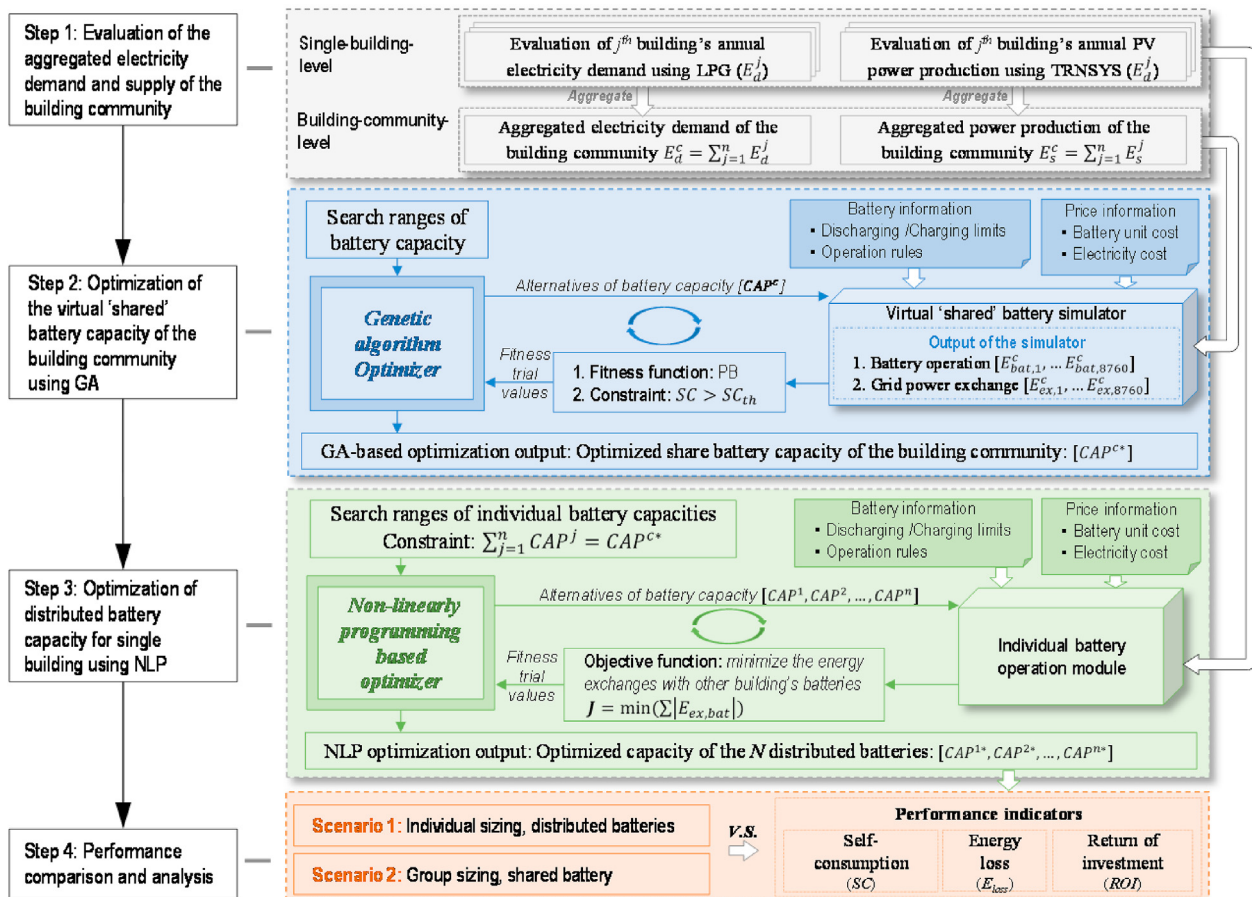 Step 1: Evaluation of the
aggregated electricity
demand and supply of the
building community
Single-building-
level
Evaluation of jᵗʰ building's annual
electricity demand using LPG (E_d^j)
Evaluation of jᵗʰ building's annual PV
power production using TRNSYS (E_d^j)
Aggregate
Aggregate
Building-community-
level
Aggregated electricity demand of the
building community E_d^c = ∑_{j=1}^n E_d^j
Aggregated power production of the
building community E_s^c = ∑_{j=1}^n E_s^j
Step 2: Optimization of
the virtual 'shared'
battery capacity of the
building community
using GA
Search ranges of
battery capacity
Battery information
▪ Discharging /Charging limits
▪ Operation rules
Price information
▪ Battery unit cost
▪ Electricity cost
Alternatives of battery capacity [CAP^c]
Genetic
algorithm
Optimizer
Fitness
trial
values
1. Fitness function: PB
2. Constraint: SC > SC_th
Virtual 'shared' battery simulator
Output of the simulator
1. Battery operation [E_{bat,1}^c, … E_{bat,8760}^c]
2. Grid power exchange [E_{ex,1}^c, … E_{ex,8760}^c]
GA-based optimization output: Optimized share battery capacity of the building community: [CAP^{c*}]
Step 3: Optimization of
distributed battery
capacity for single
building using NLP
Search ranges of individual battery capacities
Constraint: ∑_{j=1}^n CAP^j = CAP^{c*}
Battery information
▪ Discharging /Charging limits
▪ Operation rules
Price information
▪ Battery unit cost
▪ Electricity cost
Alternatives of battery capacity [CAP^1, CAP^2, …, CAP^n]
Non-linearly
programming
based
optimizer
Fitness
trial
values
Objective function: minimize the energy
exchanges with other building's batteries
J = min(∑|E_{ex,bat}|)
Individual battery
operation module
NLP optimization output: Optimized capacity of the N distributed batteries: [CAP^{1*}, CAP^{2*}, …, CAP^{n*}]
Step 4: Performance
comparison and analysis
Scenario 1: Individual sizing, distributed batteries
Scenario 2: Group sizing, shared battery
V.S.
Performance indicators
Self-
consumption
(SC)
Energy
loss
(E_loss)
Return of
investment
(ROI)